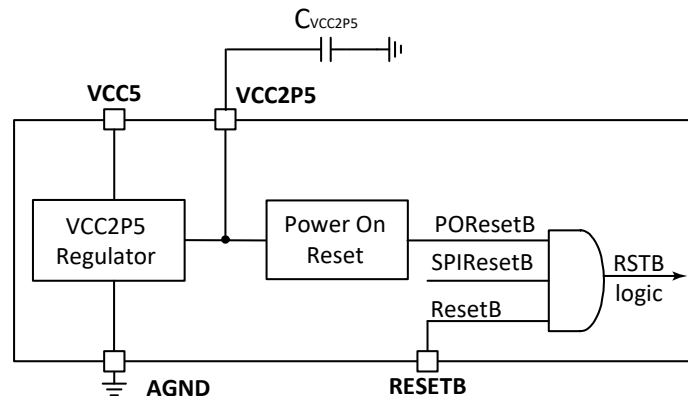 CVCC2P5
VCC5
VCC2P5
VCC2P5
Regulator
Power On
Reset
POResetB
SPIResetB
ResetB
RSTB
logic
AGND
RESETB